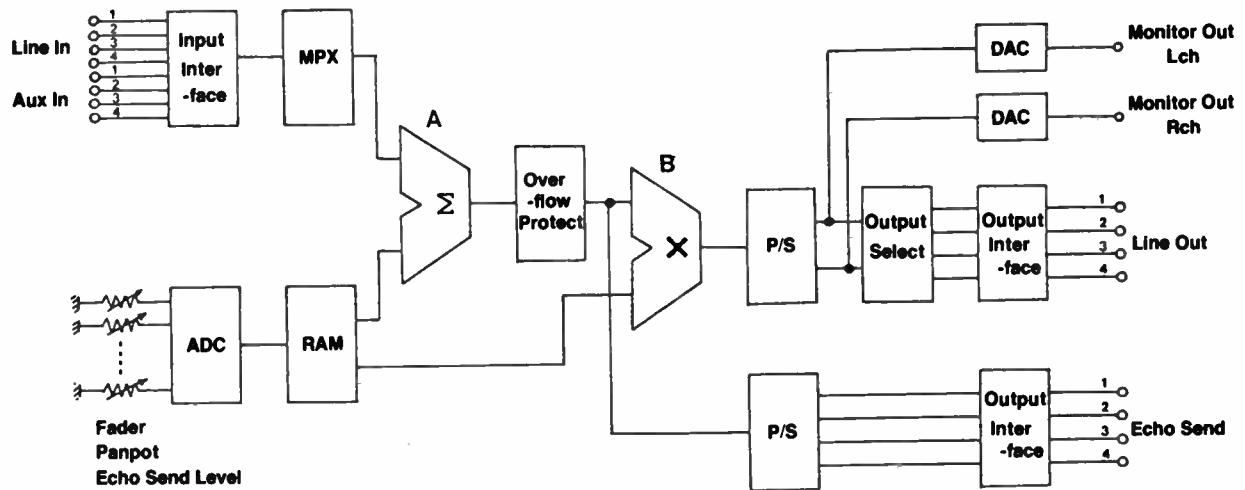 Line In
1
2
3
4
Aux In
1
2
3
4
Input
Inter
-face
MPX
A
Σ
Over
-flow
Protect
B
×
P/S
DAC
Monitor Out
Lch
DAC
Monitor Out
Rch
Output
Select
Output
Inter
-face
1
2
3
4
Line Out
ADC
RAM
Fader
Panpot
Echo Send Level
P/S
Output
Inter
-face
1
2
3
4
Echo Send